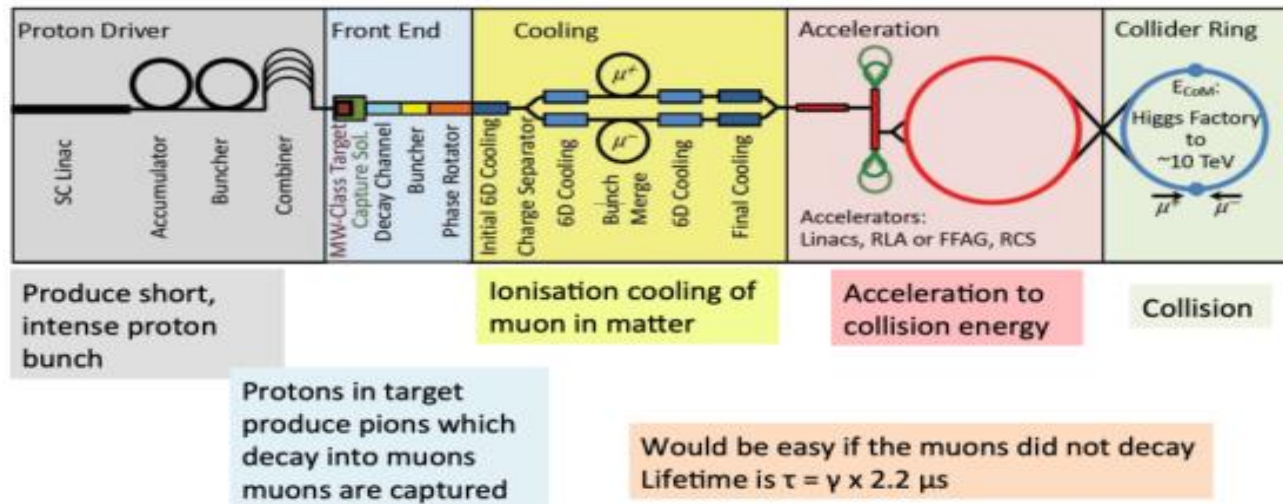 Proton Driver
Front End
Cooling
Acceleration
Collider Ring
SC Linac
Accumulator
Buncher
Combiner
MW-Class Target
Capture Sol.
Decay Channel
Buncher
Phase Rotator
Initial 6D Cooling
Charge Separator
6D Cooling
μ+
μ−
Bunch
Merge
6D Cooling
Final Cooling
Accelerators:
Linacs, RLA or FFAG, RCS
ECoM:
Higgs Factory
to
~10 TeV
μ+ μ−
Produce short,
intense proton
bunch
Protons in target
produce pions which
decay into muons
muons are captured
Ionisation cooling of
muon in matter
Acceleration to
collision energy
Collision
Would be easy if the muons did not decay
Lifetime is τ = γ x 2.2 μs